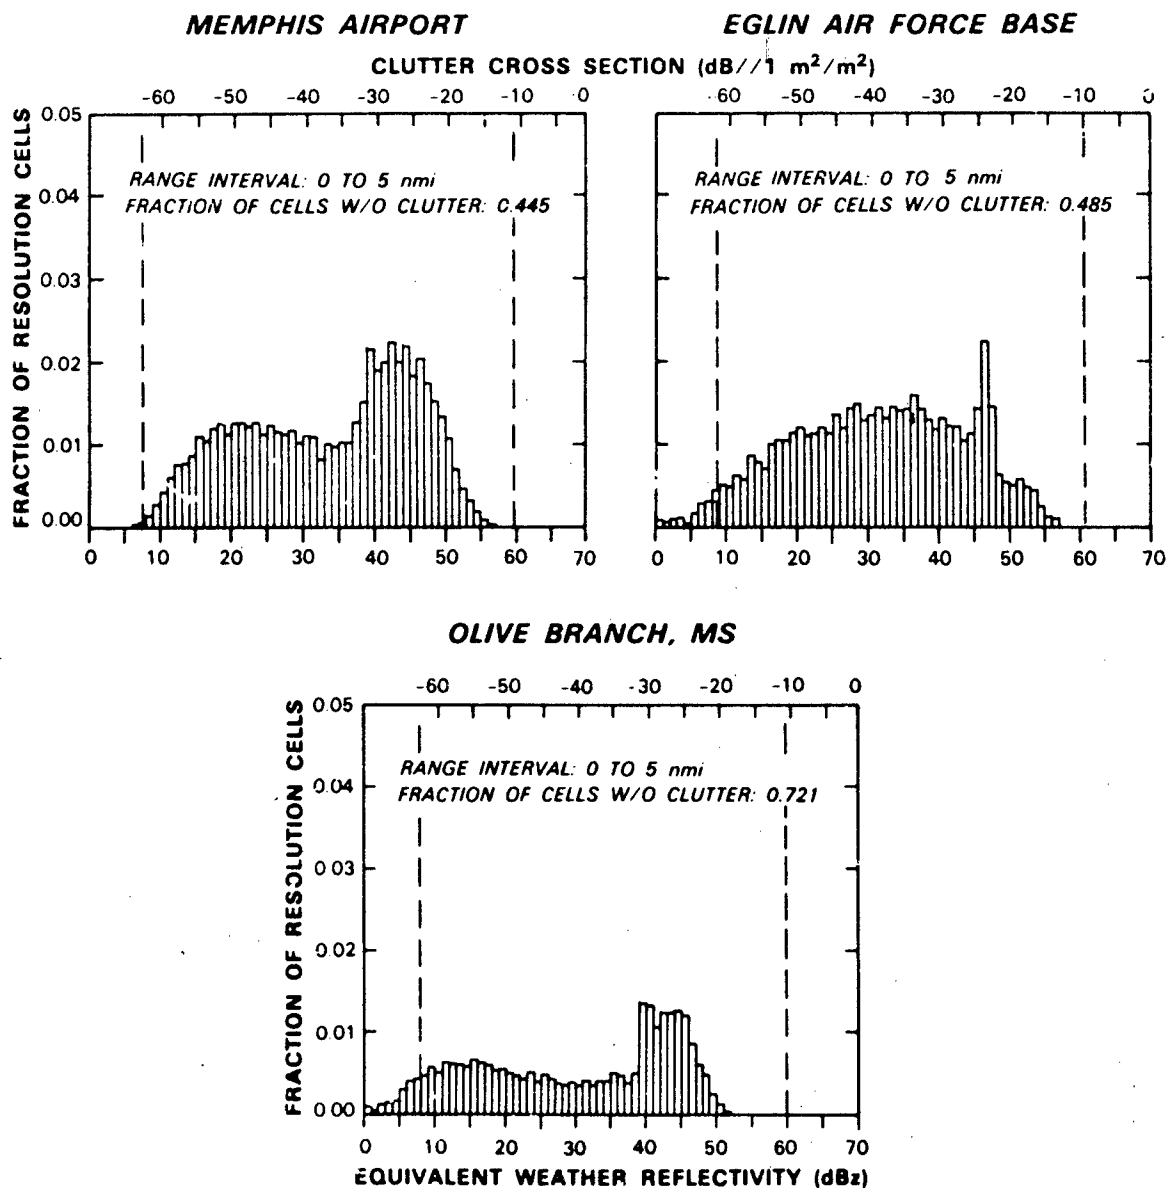 MEMPHIS AIRPORT
EGLIN AIR FORCE BASE
CLUTTER CROSS SECTION (dB//1 m²/m²)
-60 -50 -40 -30 -20 -10 0
-60 -50 -40 -30 -20 -10 0
FRACTION OF RESOLUTION CELLS
0.05
0.04
0.03
0.02
0.01
0.00
RANGE INTERVAL: 0 TO 5 nmi
FRACTION OF CELLS W/O CLUTTER: 0.445
RANGE INTERVAL: 0 TO 5 nmi
FRACTION OF CELLS W/O CLUTTER: 0.485
0 10 20 30 40 50 60 70
0 10 20 30 40 50 60 70
OLIVE BRANCH, MS
-60 -50 -40 -30 -20 -10 0
FRACTION OF RESOLUTION CELLS
0.05
0.04
0.03
0.02
0.01
0.00
RANGE INTERVAL: 0 TO 5 nmi
FRACTION OF CELLS W/O CLUTTER: 0.721
0 10 20 30 40 50 60 70
EQUIVALENT WEATHER REFLECTIVITY (dBz)